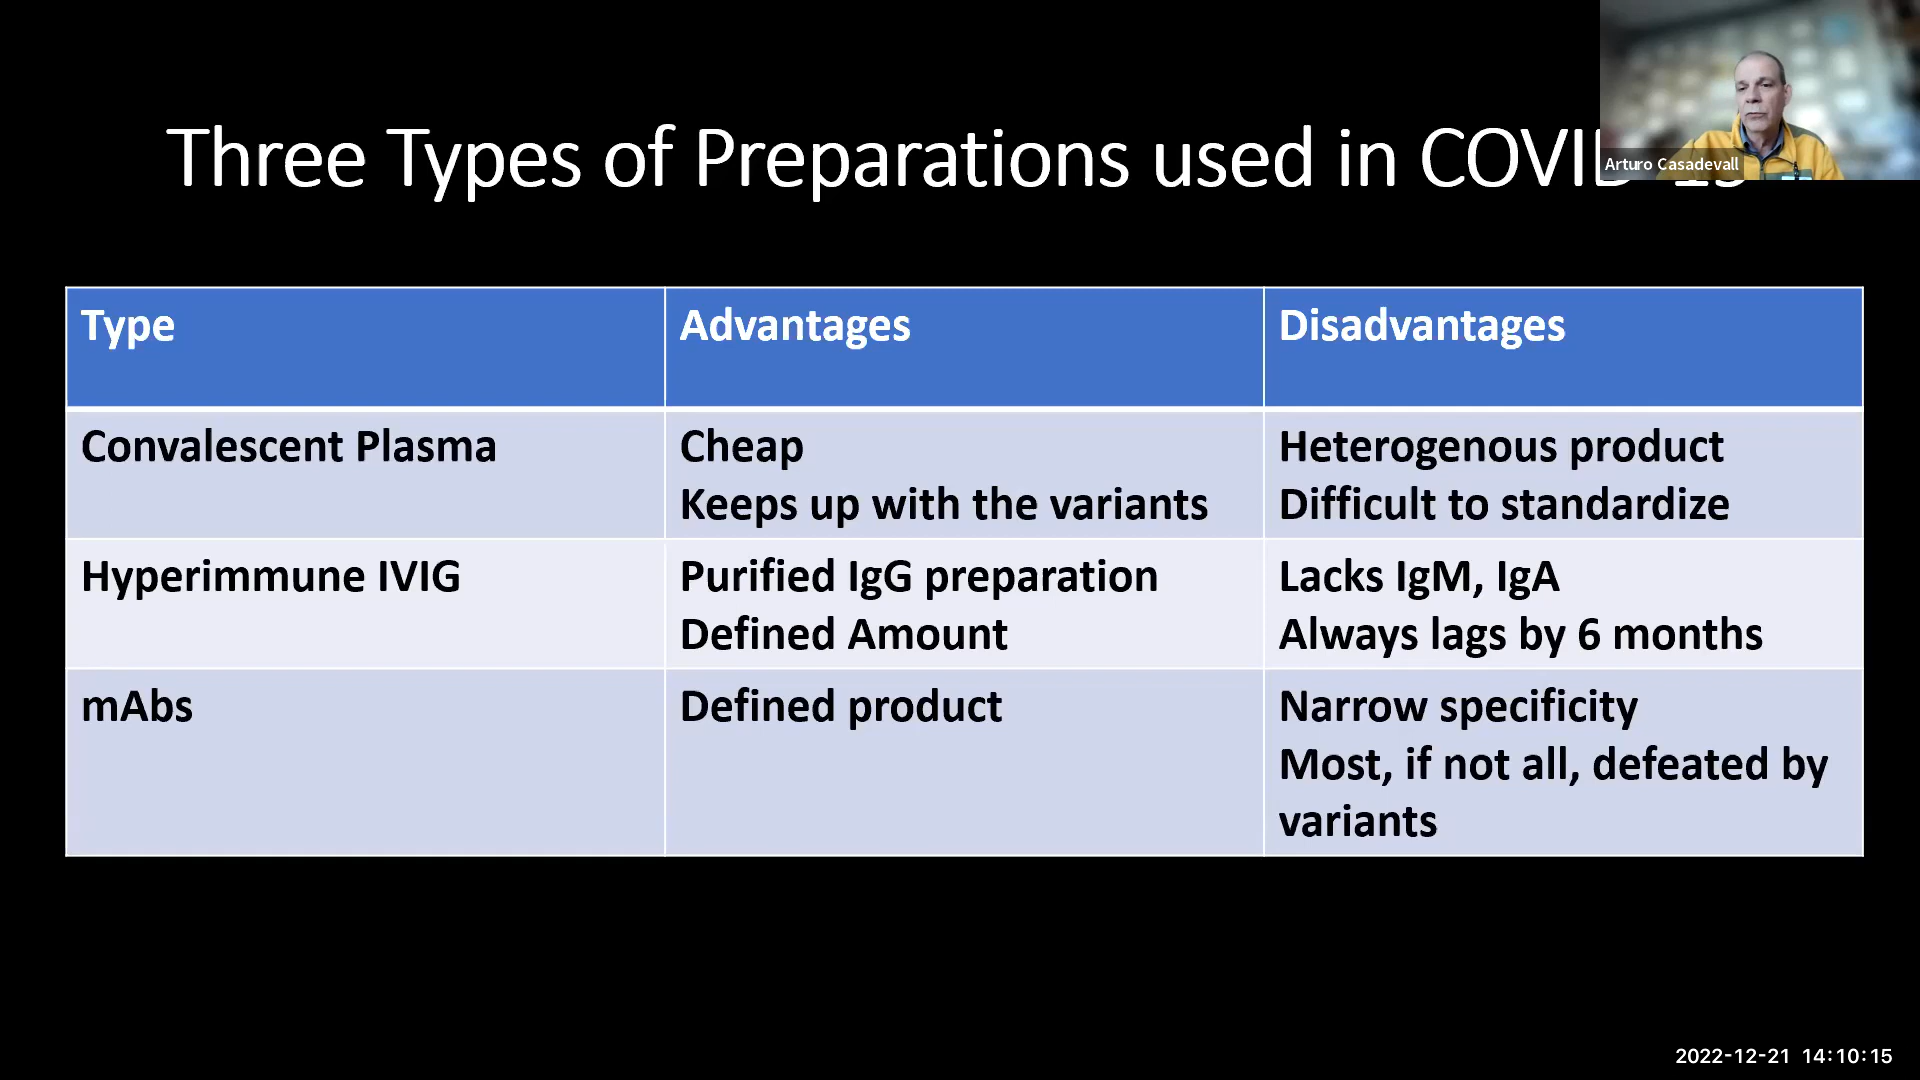 Three Types of Preparations used in
Arturo Casadevall
Type Advantages Disadvantages
Convalescent Plasma Cheap Heterogenous product
Keeps up with the variants Difficult to standardize
Hyperimmune IVIG Purified IgG preparation Lacks IgM, IgA
Defined Amount Always lags by 6 months
mAbs Defined product Narrow specificity
Most, if not all, defeated by
variants
2022-12-21 14:10:15